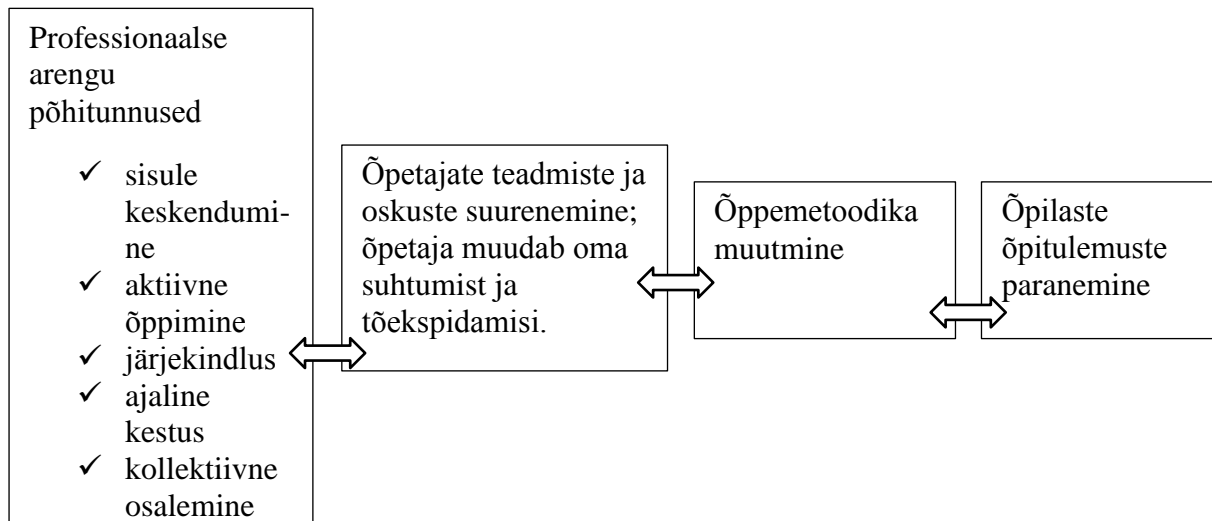 Professionaalse
arengu
põhitunnused
✓ sisule
keskendumi-
ne
✓ aktiivne
õppimine
✓ järjekindlus
✓ ajaline
kestus
✓ kollektiivne
osalemine
Õpetajate teadmiste ja
oskuste suurenemine;
õpetaja muudab oma
suhtumist ja
tõekspidamisi.
Õppemetoodika
muutmine
Õpilaste
õpitulemuste
paranemine